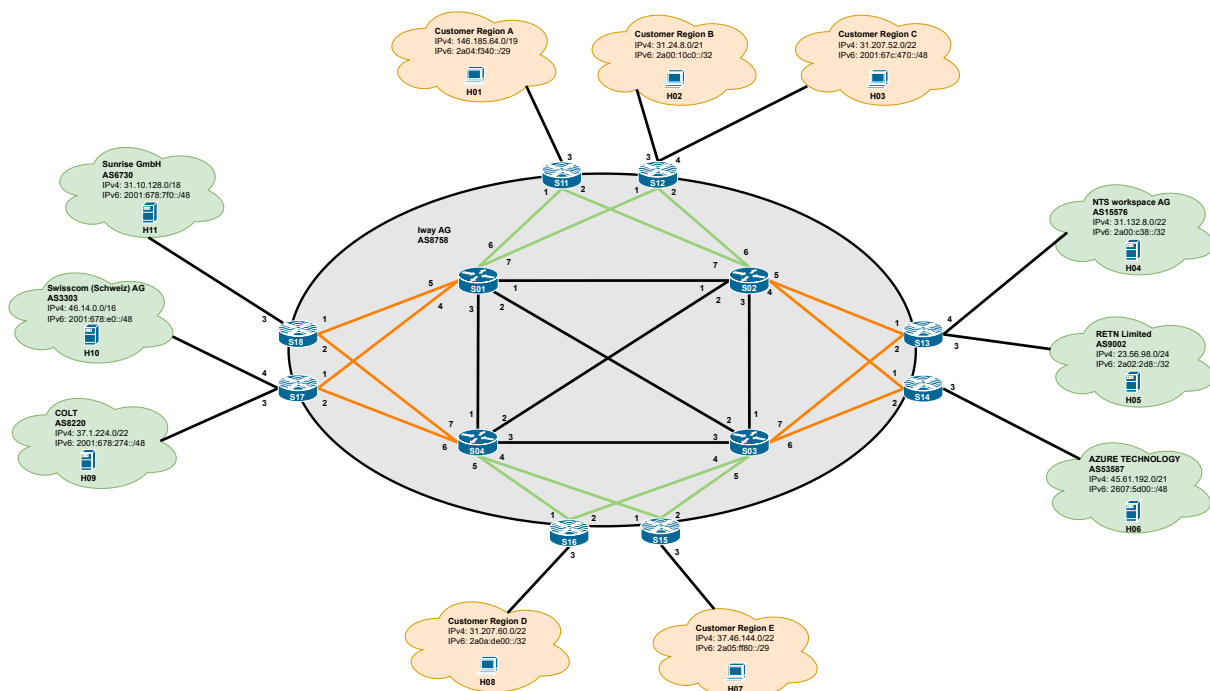 Customer Region A
IPv4: 146.185.64.0/19
IPv6: 2a04:f340::/29
H01
Customer Region B
IPv4: 31.24.8.0/21
IPv6: 2a00:10c0::/32
H02
Customer Region C
IPv4: 31.207.52.0/22
IPv6: 2001:67c:470::/48
H03
Sunrise GmbH
AS6730
IPv4: 31.10.128.0/18
IPv6: 2001:678:7f0::/48
H11
3
S11
1
2
3
4
S12
1
2
NTS workspace AG
AS15576
IPv4: 31.132.8.0/22
IPv6: 2a00:c38::/32
H04
Iway AG
AS8758
6
7
5
4
S01
1
2
3
6
7
5
4
S02
1
2
3
Swisscom (Schweiz) AG
AS3303
IPv4: 46.14.0.0/16
IPv6: 2001:678:e0::/48
H10
3
1
2
S18
4
3
1
2
S17
1
2
4
3
S13
1
2
3
S14
RETN Limited
AS9002
IPv4: 23.56.98.0/24
IPv6: 2a02:2d8::/32
H05
COLT
AS8220
IPv4: 37.1.224.0/22
IPv6: 2001:678:274::/48
H09
1
2
7
6
3
S04
4
5
2
1
7
6
3
S03
4
5
AZURE TECHNOLOGY
AS53587
IPv4: 45.61.192.0/21
IPv6: 2607:5d00::/48
H06
1
2
S16
3
1
2
S15
3
Customer Region D
IPv4: 31.207.60.0/22
IPv6: 2a0a:de00::/32
H08
Customer Region E
IPv4: 37.46.144.0/22
IPv6: 2a05:ff80::/29
H07